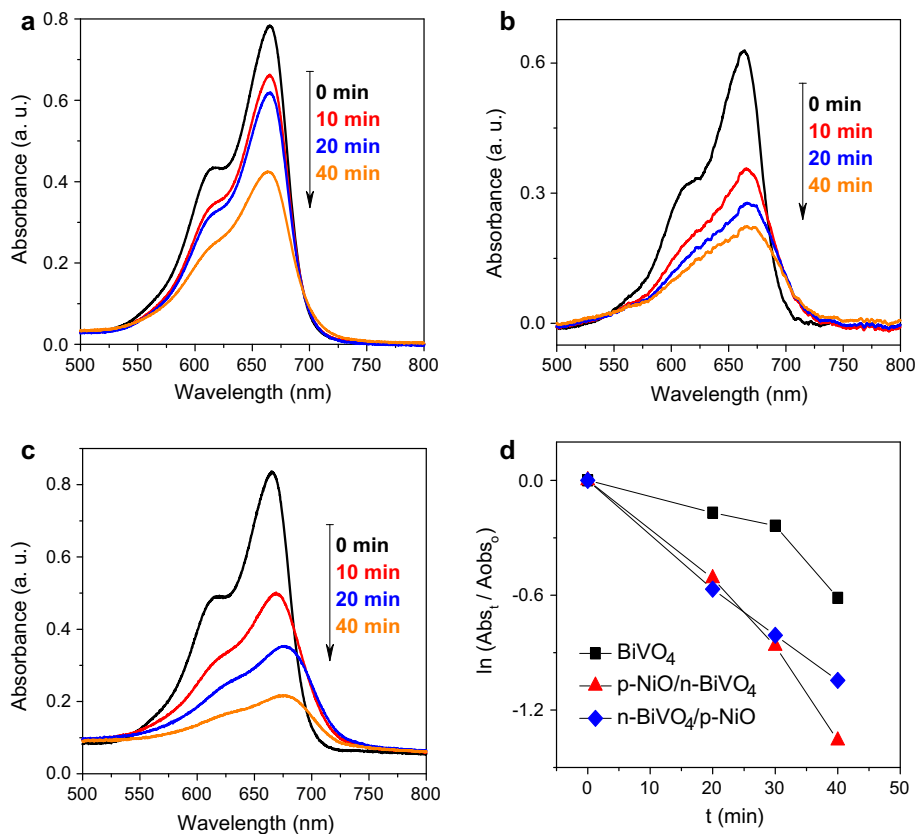 a
0.8
0.6
0.4
0.2
0.0
Absorbance (a. u.)
0 min
10 min
20 min
40 min
500 550 600 650 700 750 800
Wavelength (nm)
b
0.6
0.3
0.0
Absorbance (a. u.)
0 min
10 min
20 min
40 min
500 550 600 650 700 750 800
Wavelength (nm)
c
0.8
0.6
0.4
0.2
0.0
Absorbance (a. u.)
0 min
10 min
20 min
40 min
500 550 600 650 700 750 800
Wavelength (nm)
d
0.0
-0.6
-1.2
ln (Abs_t / Aobs_o)
BiVO₄
p-NiO/n-BiVO₄
n-BiVO₄/p-NiO
0 10 20 30 40 50
t (min)